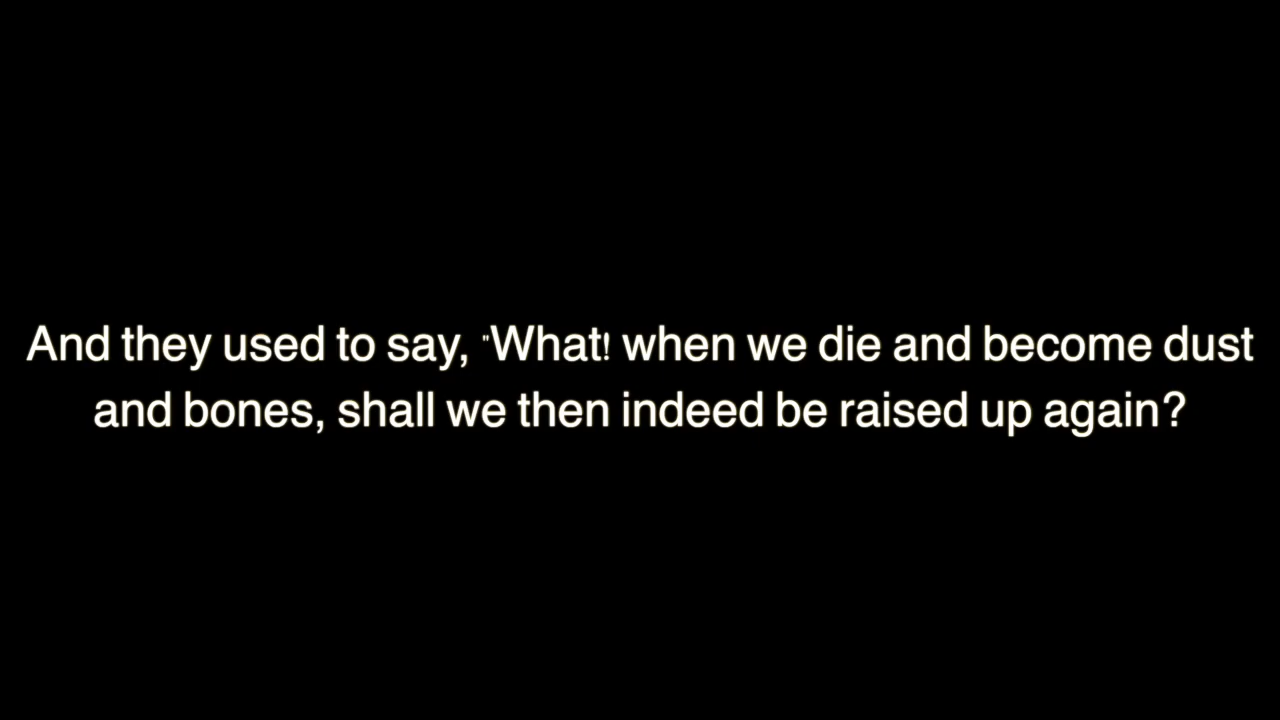 And they used to say, "What! when we die and become dust
and bones, shall we then indeed be raised up again?